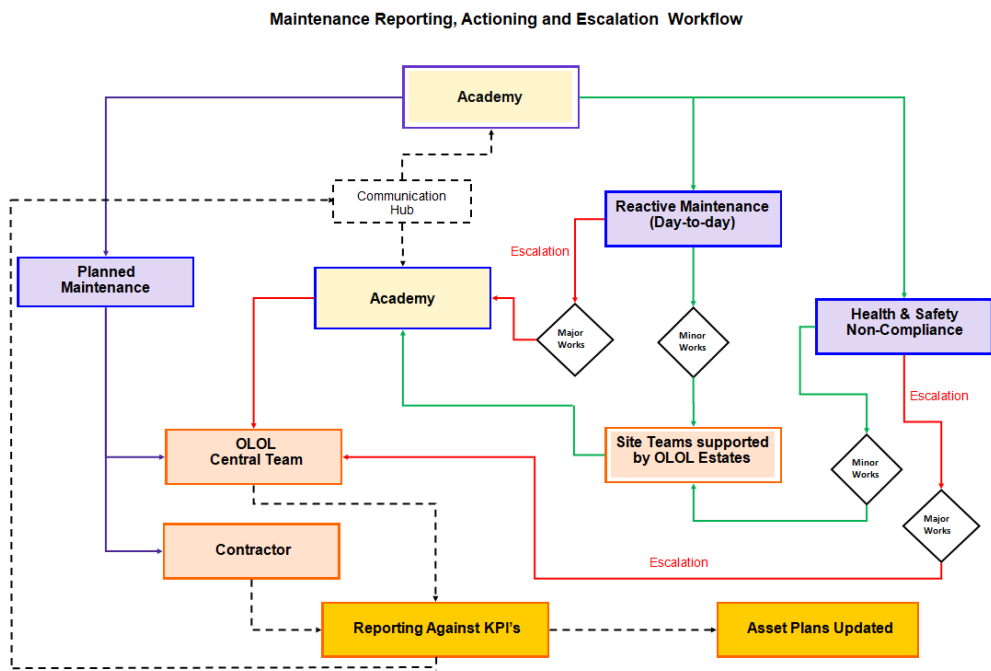 Maintenance Reporting, Actioning and Escalation Workflow
Academy
Communication
Hub
Reactive Maintenance
(Day-to-day)
Escalation
Planned
Maintenance
Academy
Health & Safety
Non-Compliance
Major
Works
Minor
Works
Escalation
OLOL
Central Team
Site Teams supported
by OLOL Estates
Minor
Works
Major
Works
Contractor
Escalation
Reporting Against KPI's
Asset Plans Updated